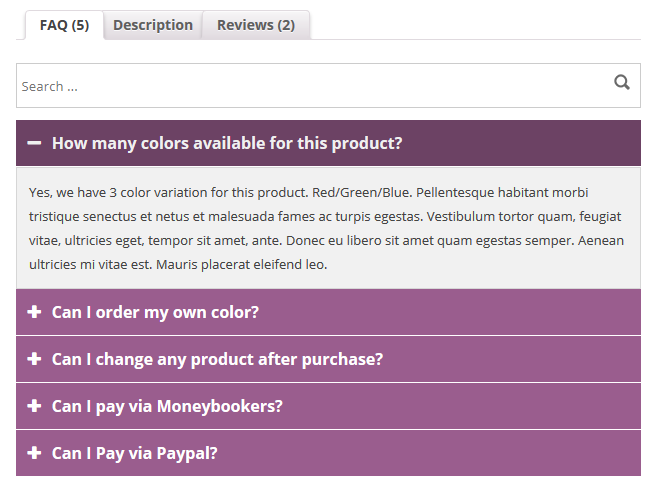 FAQ (5) Description Reviews (2)
Search ...
How many colors available for this product?
Yes, we have 3 color variation for this product. Red/Green/Blue. Pellentesque habitant morbi
tristique senectus et netus et malesuada fames ac turpis egestas. Vestibulum tortor quam, feugiat
vitae, ultricies eget, tempor sit amet, ante. Donec eu libero sit amet quam egestas semper. Aenean
ultricies mi vitae est. Mauris placerat eleifend leo.
Can I order my own color?
Can I change any product after purchase?
Can I pay via Moneybookers?
Can I Pay via Paypal?